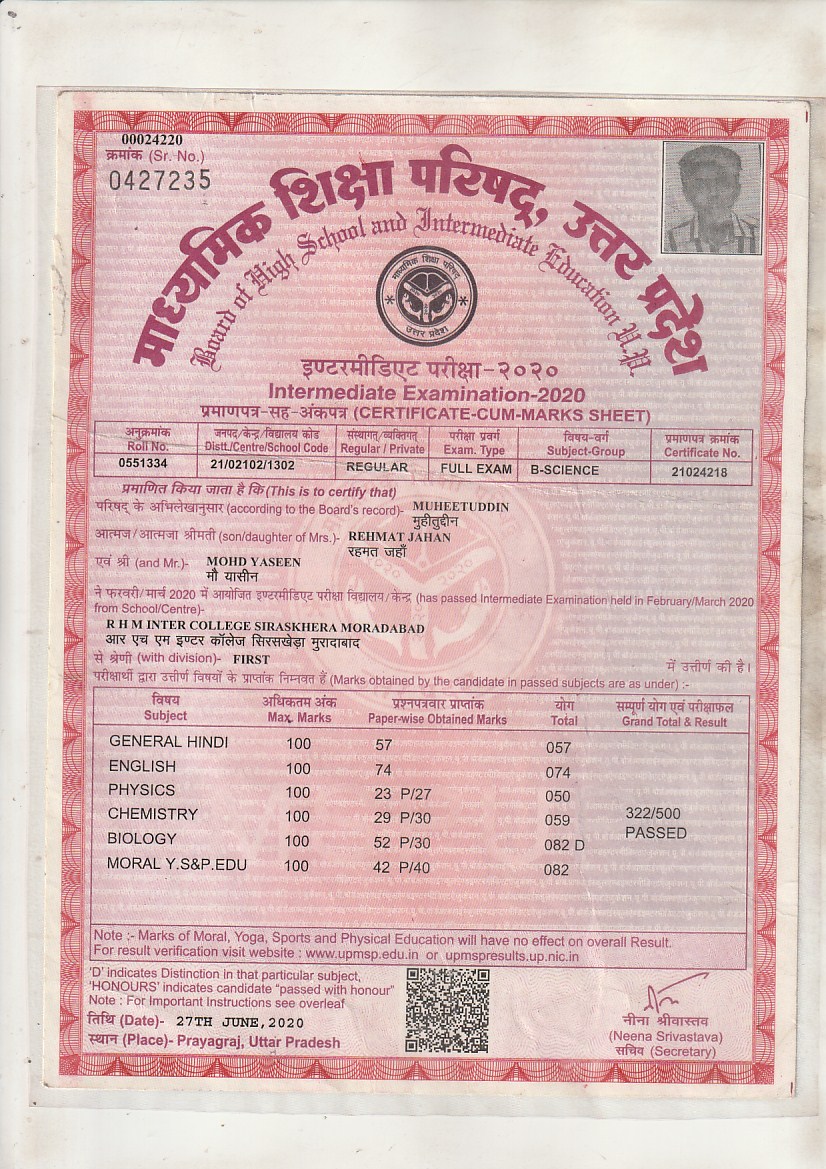 00024220
क्रमांक (Sr. No.)
0427235
माध्यमिक शिक्षा परिषद्, उत्तर प्रदेश
Board of High School and Intermediate Education U.P.
माध्यमिक शिक्षा परिषद
उत्तर प्रदेश
इण्टरमीडिएट परीक्षा-२०२०
Intermediate Examination-2020
प्रमाणपत्र-सह-अंकपत्र (CERTIFICATE-CUM-MARKS SHEET)
अनुक्रमांक जनपद/केन्द्र/विद्यालय कोड संस्थागत/व्यक्तिगत परीक्षा प्रवर्ग विषय-वर्ग प्रमाणपत्र क्रमांक
Roll No. Distt./Centre/School Code Regular / Private Exam. Type Subject-Group Certificate No.
0551334 21/02102/1302 REGULAR FULL EXAM B-SCIENCE 21024218
प्रमाणित किया जाता है कि (This is to certify that)
परिषद के अभिलेखानुसार (according to the Board's record)- MUHEETUDDIN
मुहीतुद्दीन
आत्मज/आत्मजा श्रीमती (son/daughter of Mrs.)- REHMAT JAHAN
रहमत जहाँ
एवं श्री (and Mr.)- MOHD YASEEN
मौ यासीन
ने फरवरी/मार्च 2020 में आयोजित इण्टरमीडिएट परीक्षा विद्यालय/केन्द्र (has passed Intermediate Examination held in February/March 2020
from School/Centre)-
R H M INTER COLLEGE SIRASKHERA MORADABAD
आर एच एम इण्टर कॉलेज सिरसखेड़ा मुरादाबाद
से श्रेणी (with division)- FIRST में उत्तीर्ण की है।
परीक्षार्थी द्वारा उत्तीर्ण विषयों के प्राप्तांक निम्नवत हैं (Marks obtained by the candidate in passed subjects are as under) :-
विषय अधिकतम अंक प्रश्नपत्रवार प्राप्तांक योग सम्पूर्ण योग एवं परीक्षाफल
Subject Max. Marks Paper-wise Obtained Marks Total Grand Total & Result
GENERAL HINDI 100 57 057
ENGLISH 100 74 074
PHYSICS 100 23 P/27 050
CHEMISTRY 100 29 P/30 059 322/500
PASSED
BIOLOGY 100 52 P/30 082 D
MORAL Y.S&P.EDU 100 42 P/40 082
Note :- Marks of Moral, Yoga, Sports and Physical Education will have no effect on overall Result.
For result verification visit website : www.upmsp.edu.in or upmspresults.up.nic.in
'D' indicates Distinction in that particular subject,
'HONOURS' indicates candidate "passed with honour"
Note : For Important Instructions see overleaf
तिथि (Date)- 27TH JUNE,2020
स्थान (Place)- Prayagraj, Uttar Pradesh
नीना श्रीवास्तव
(Neena Srivastava)
सचिव (Secretary)